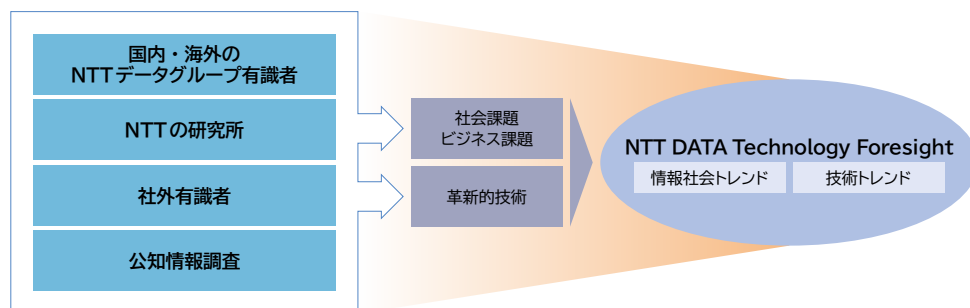 国内・海外の
NTTデータグループ有識者
NTTの研究所
社外有識者
公知情報調査
社会課題
ビジネス課題
革新的技術
NTT DATA Technology Foresight
情報社会トレンド
技術トレンド